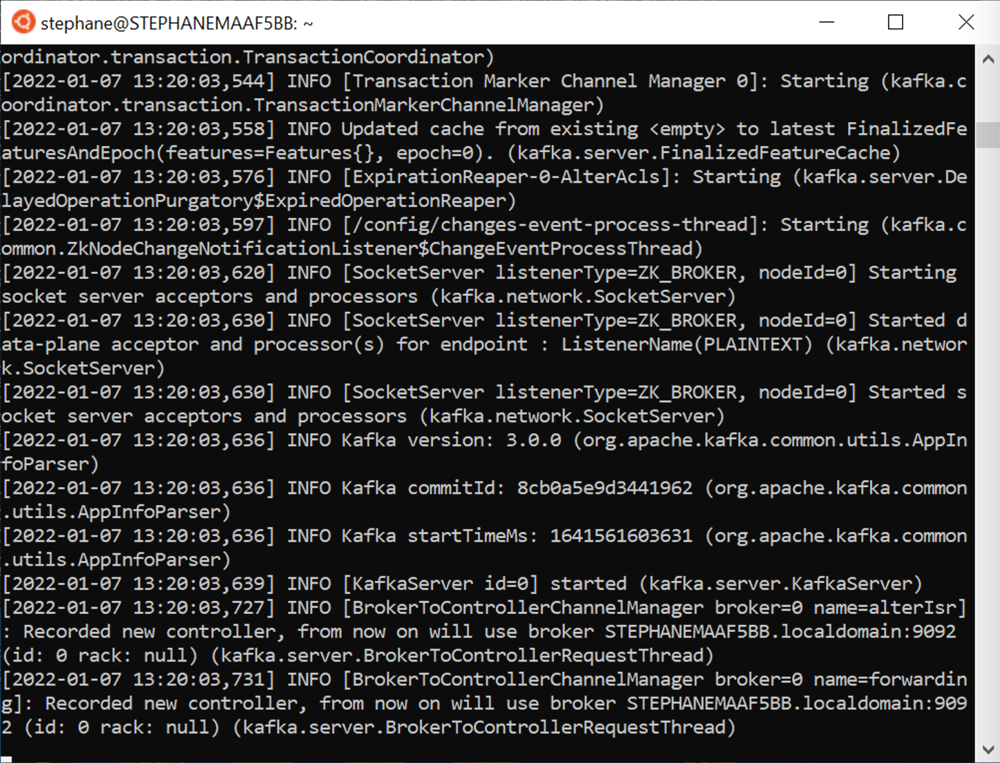 stephane@STEPHANEMAAF5BB: ~
ordinator.transaction.TransactionCoordinator)
[2022-01-07 13:20:03,544] INFO [Transaction Marker Channel Manager 0]: Starting (kafka.c
oordinator.transaction.TransactionMarkerChannelManager)
[2022-01-07 13:20:03,558] INFO Updated cache from existing <empty> to latest FinalizedFe
aturesAndEpoch(features=Features{}, epoch=0). (kafka.server.FinalizedFeatureCache)
[2022-01-07 13:20:03,576] INFO [ExpirationReaper-0-AlterAcls]: Starting (kafka.server.De
layedOperationPurgatory$ExpiredOperationReaper)
[2022-01-07 13:20:03,597] INFO [/config/changes-event-process-thread]: Starting (kafka.c
ommon.ZkNodeChangeNotificationListener$ChangeEventProcessThread)
[2022-01-07 13:20:03,620] INFO [SocketServer listenerType=ZK_BROKER, nodeId=0] Starting
socket server acceptors and processors (kafka.network.SocketServer)
[2022-01-07 13:20:03,630] INFO [SocketServer listenerType=ZK_BROKER, nodeId=0] Started d
ata-plane acceptor and processor(s) for endpoint : ListenerName(PLAINTEXT) (kafka.networ
k.SocketServer)
[2022-01-07 13:20:03,630] INFO [SocketServer listenerType=ZK_BROKER, nodeId=0] Started s
ocket server acceptors and processors (kafka.network.SocketServer)
[2022-01-07 13:20:03,636] INFO Kafka version: 3.0.0 (org.apache.kafka.common.utils.AppIn
foParser)
[2022-01-07 13:20:03,636] INFO Kafka commitId: 8cb0a5e9d3441962 (org.apache.kafka.common
.utils.AppInfoParser)
[2022-01-07 13:20:03,636] INFO Kafka startTimeMs: 1641561603631 (org.apache.kafka.common
.utils.AppInfoParser)
[2022-01-07 13:20:03,639] INFO [KafkaServer id=0] started (kafka.server.KafkaServer)
[2022-01-07 13:20:03,727] INFO [BrokerToControllerChannelManager broker=0 name=alterIsr]
: Recorded new controller, from now on will use broker STEPHANEMAAF5BB.localdomain:9092
(id: 0 rack: null) (kafka.server.BrokerToControllerRequestThread)
[2022-01-07 13:20:03,731] INFO [BrokerToControllerChannelManager broker=0 name=forwardin
g]: Recorded new controller, from now on will use broker STEPHANEMAAF5BB.localdomain:909
2 (id: 0 rack: null) (kafka.server.BrokerToControllerRequestThread)